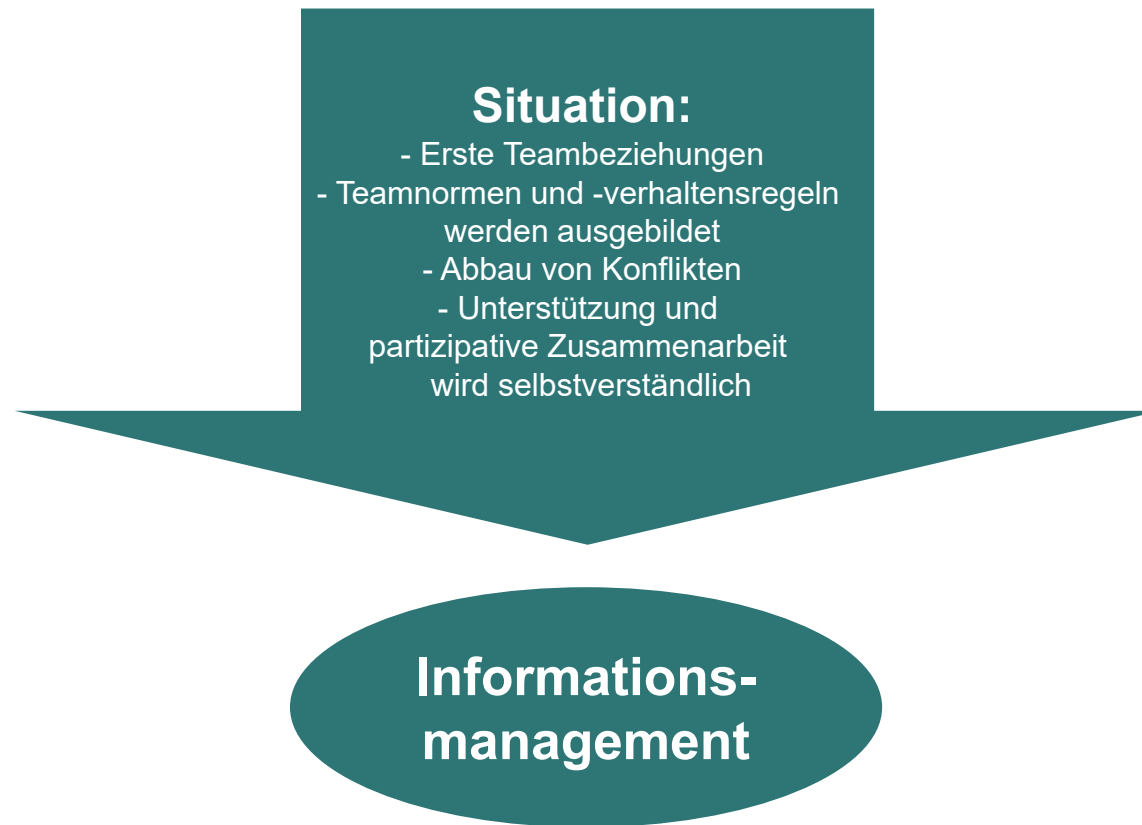 Situation:
- Erste Teambeziehungen
- Teamnormen und -verhaltensregeln
werden ausgebildet
- Abbau von Konflikten
- Unterstützung und
partizipative Zusammenarbeit
wird selbstverständlich
Informations-
management